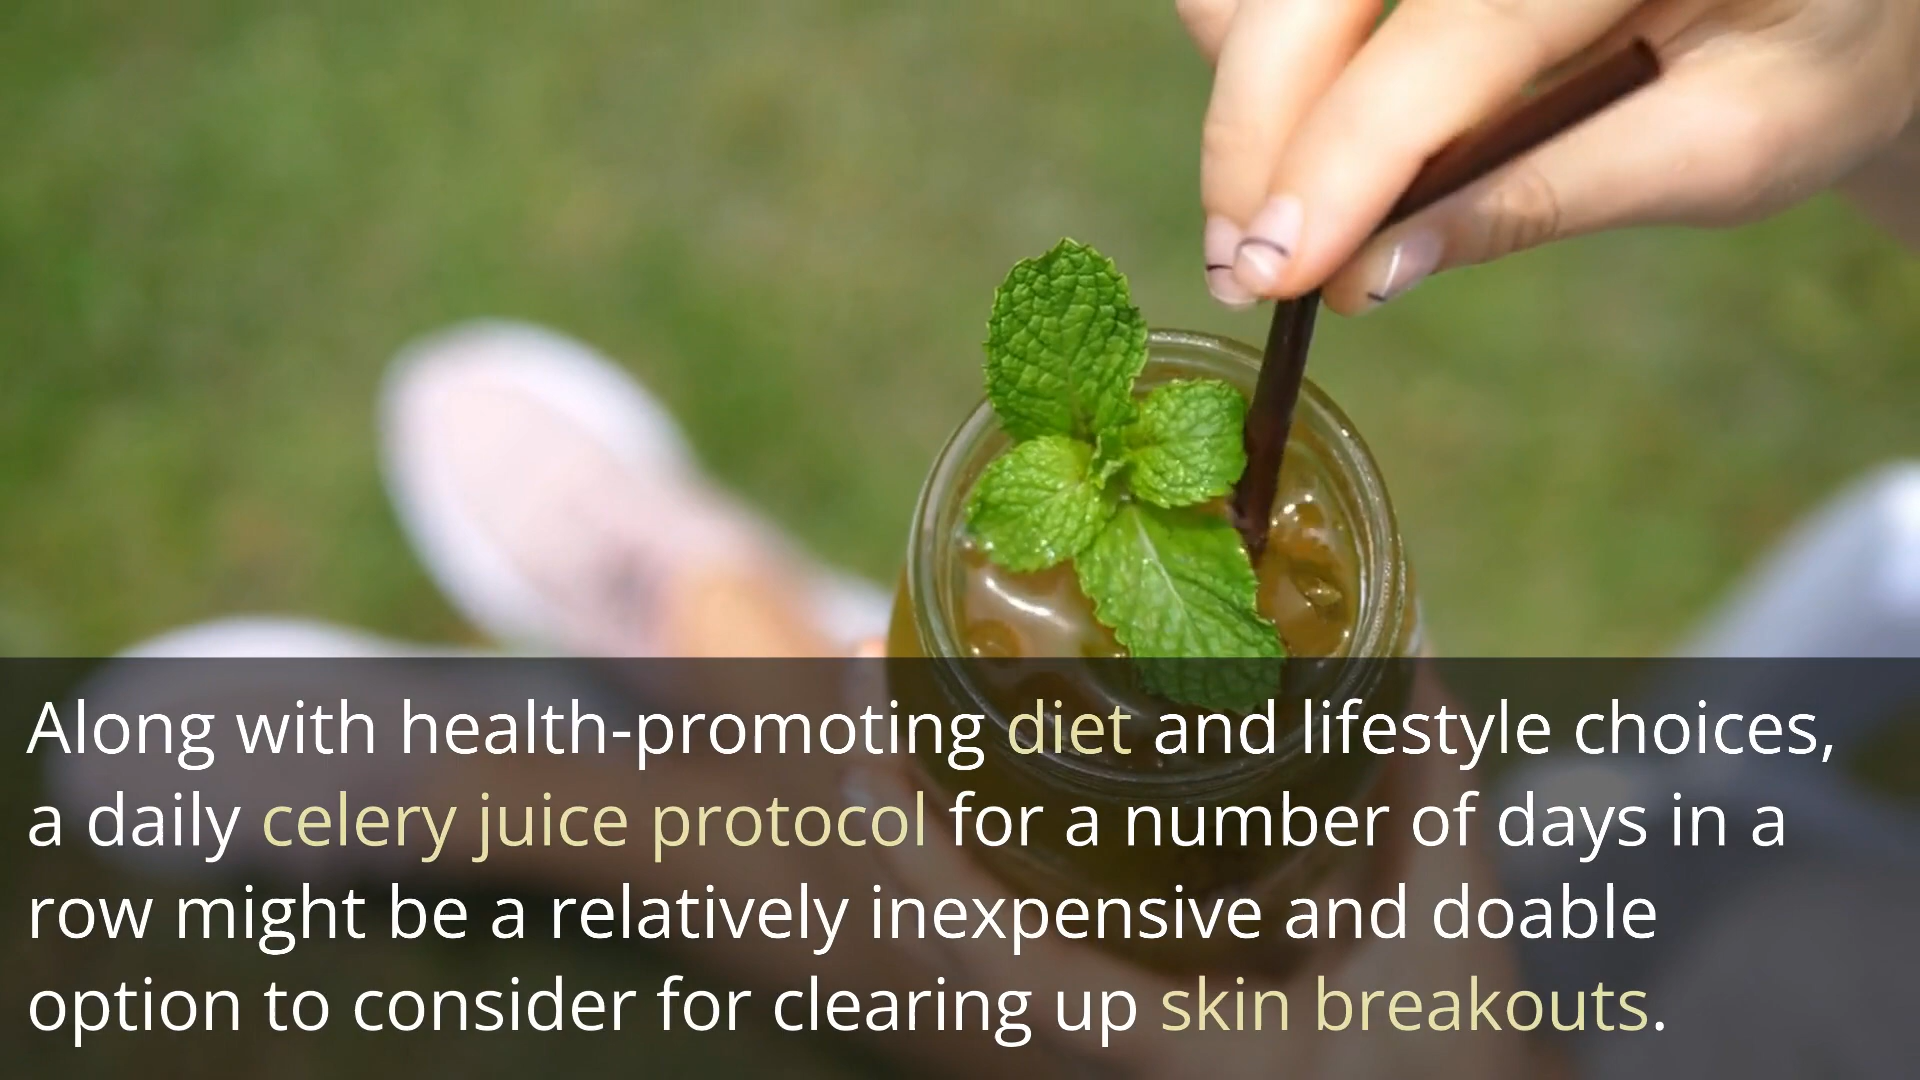 Along with health-promoting diet and lifestyle choices,
a daily celery juice protocol for a number of days in a
row might be a relatively inexpensive and doable
option to consider for clearing up skin breakouts.